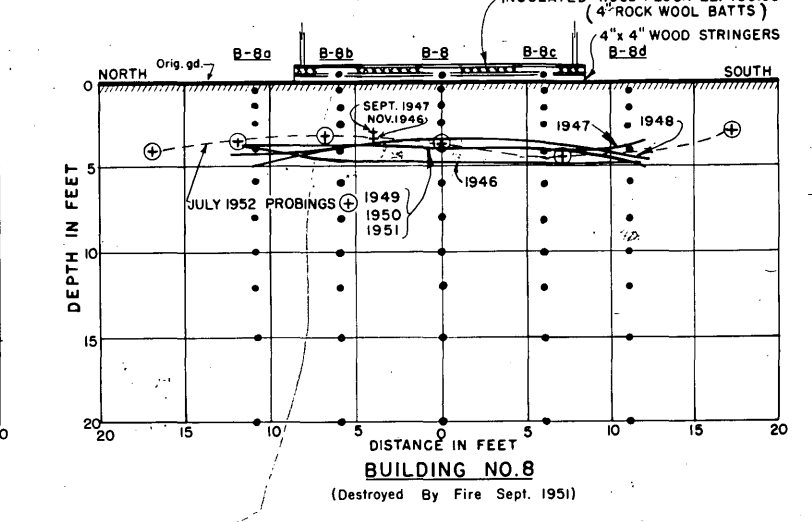 (4" ROCK WOOL BATTS)
4"x 4" WOOD STRINGERS
B-8a B-8b B-8 B-8c B-8d
NORTH Orig. gd. SOUTH
0
SEPT. 1947
NOV. 1946
1947 1948
5
1946
JULY 1952 PROBINGS
1949
1950
1951
10
15
20
DEPTH IN FEET
20 15 10 5 0 5 10 15 20
DISTANCE IN FEET
BUILDING NO. 8
(Destroyed By Fire Sept. 1951)
0